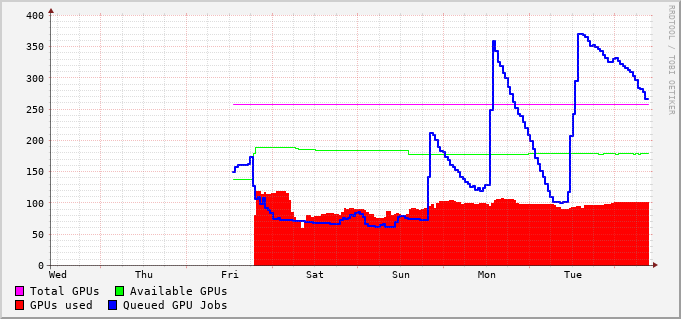 400
350
300
250
200
150
100
50
0
Wed Thu Fri Sat Sun Mon Tue
Total GPUs Available GPUs
GPUs used Queued GPU Jobs
RRDTOOL / TOBI OETIKER